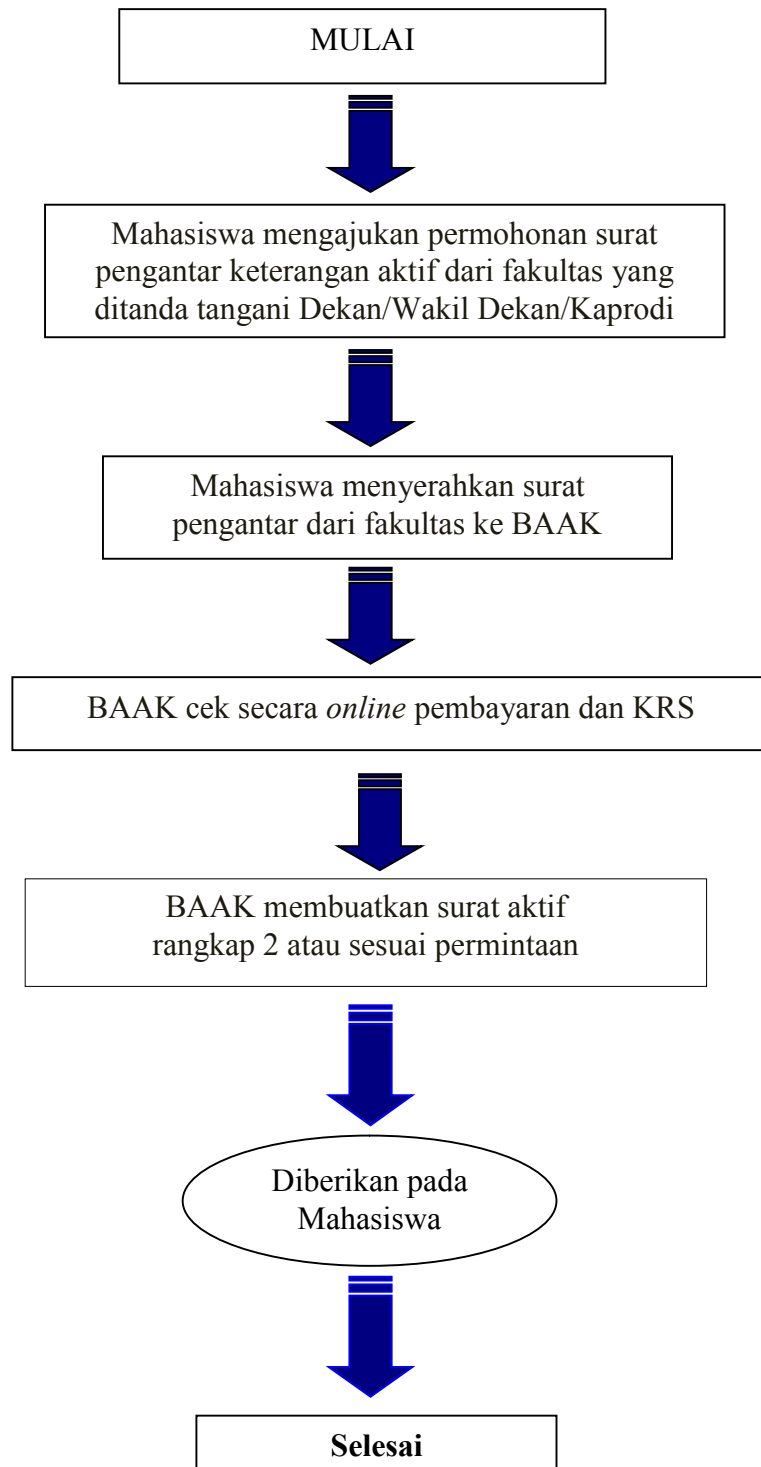 MULAI
Mahasiswa mengajukan permohonan surat
pengantar keterangan aktif dari fakultas yang
ditanda tangani Dekan/Wakil Dekan/Kaprodi
Mahasiswa menyerahkan surat
pengantar dari fakultas ke BAAK
BAAK cek secara online pembayaran dan KRS
BAAK membuatkan surat aktif
rangkap 2 atau sesuai permintaan
Diberikan pada
Mahasiswa
Selesai